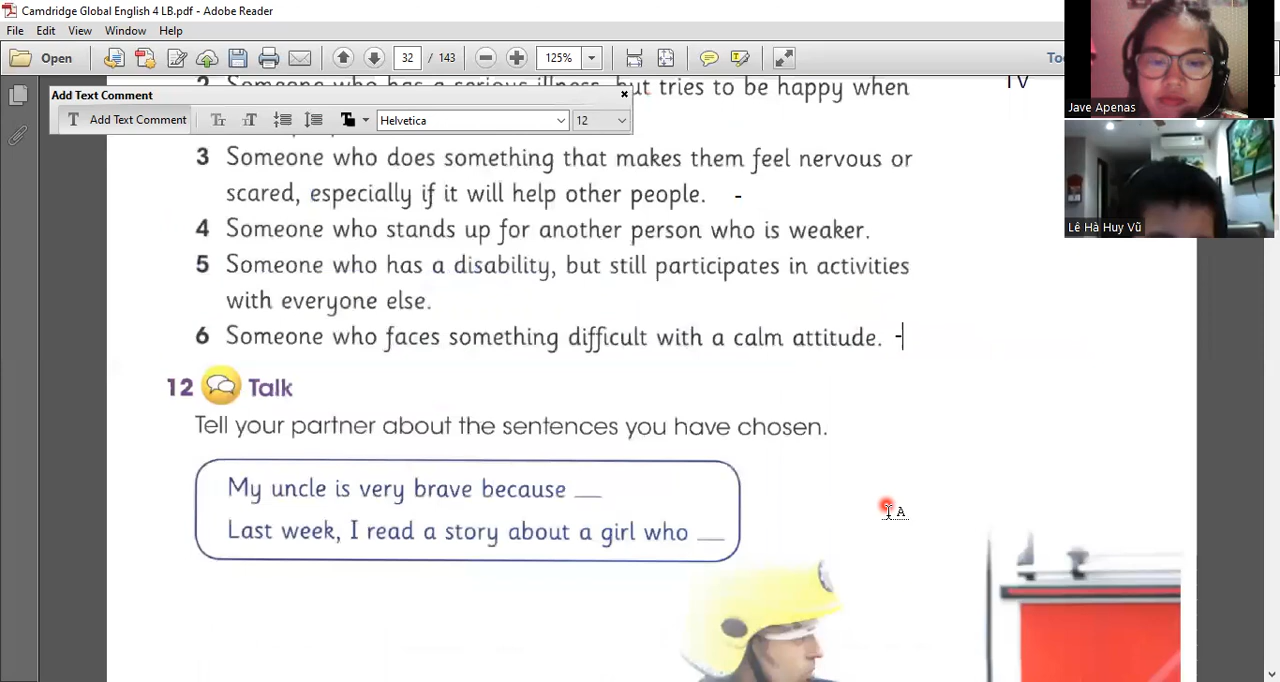 Camdridge Global English 4 LB.pdf - Adobe Reader
File Edit View Window Help
Open 32 / 143 125%
Jave Apenas
Lê Hà Huy Vũ
Add Text Comment
Add Text Comment Helvetica 12
2 Someone who has a serious illness, but tries to be happy when
TV
3 Someone who does something that makes them feel nervous or
scared, especially if it will help other people. -
4 Someone who stands up for another person who is weaker.
5 Someone who has a disability, but still participates in activities
with everyone else.
6 Someone who faces something difficult with a calm attitude. -
12 Talk
Tell your partner about the sentences you have chosen.
My uncle is very brave because __
Last week, I read a story about a girl who __